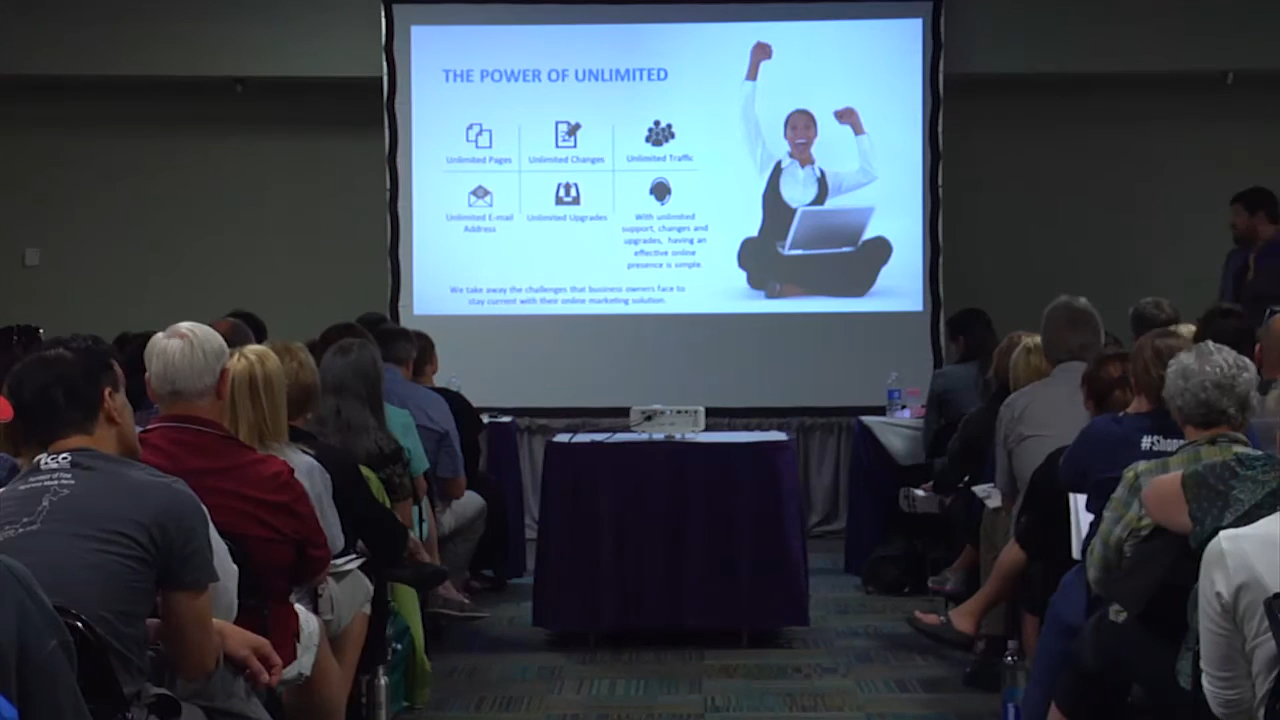 THE POWER OF UNLIMITED
Unlimited Pages
Unlimited Changes
Unlimited Traffic
Unlimited E-mail
Address
Unlimited Upgrades
With unlimited
support, changes and
upgrades, having an
effective online
presence is simple.
We take away the challenges that business owners face to
stay current with their online marketing solution.
#Shop